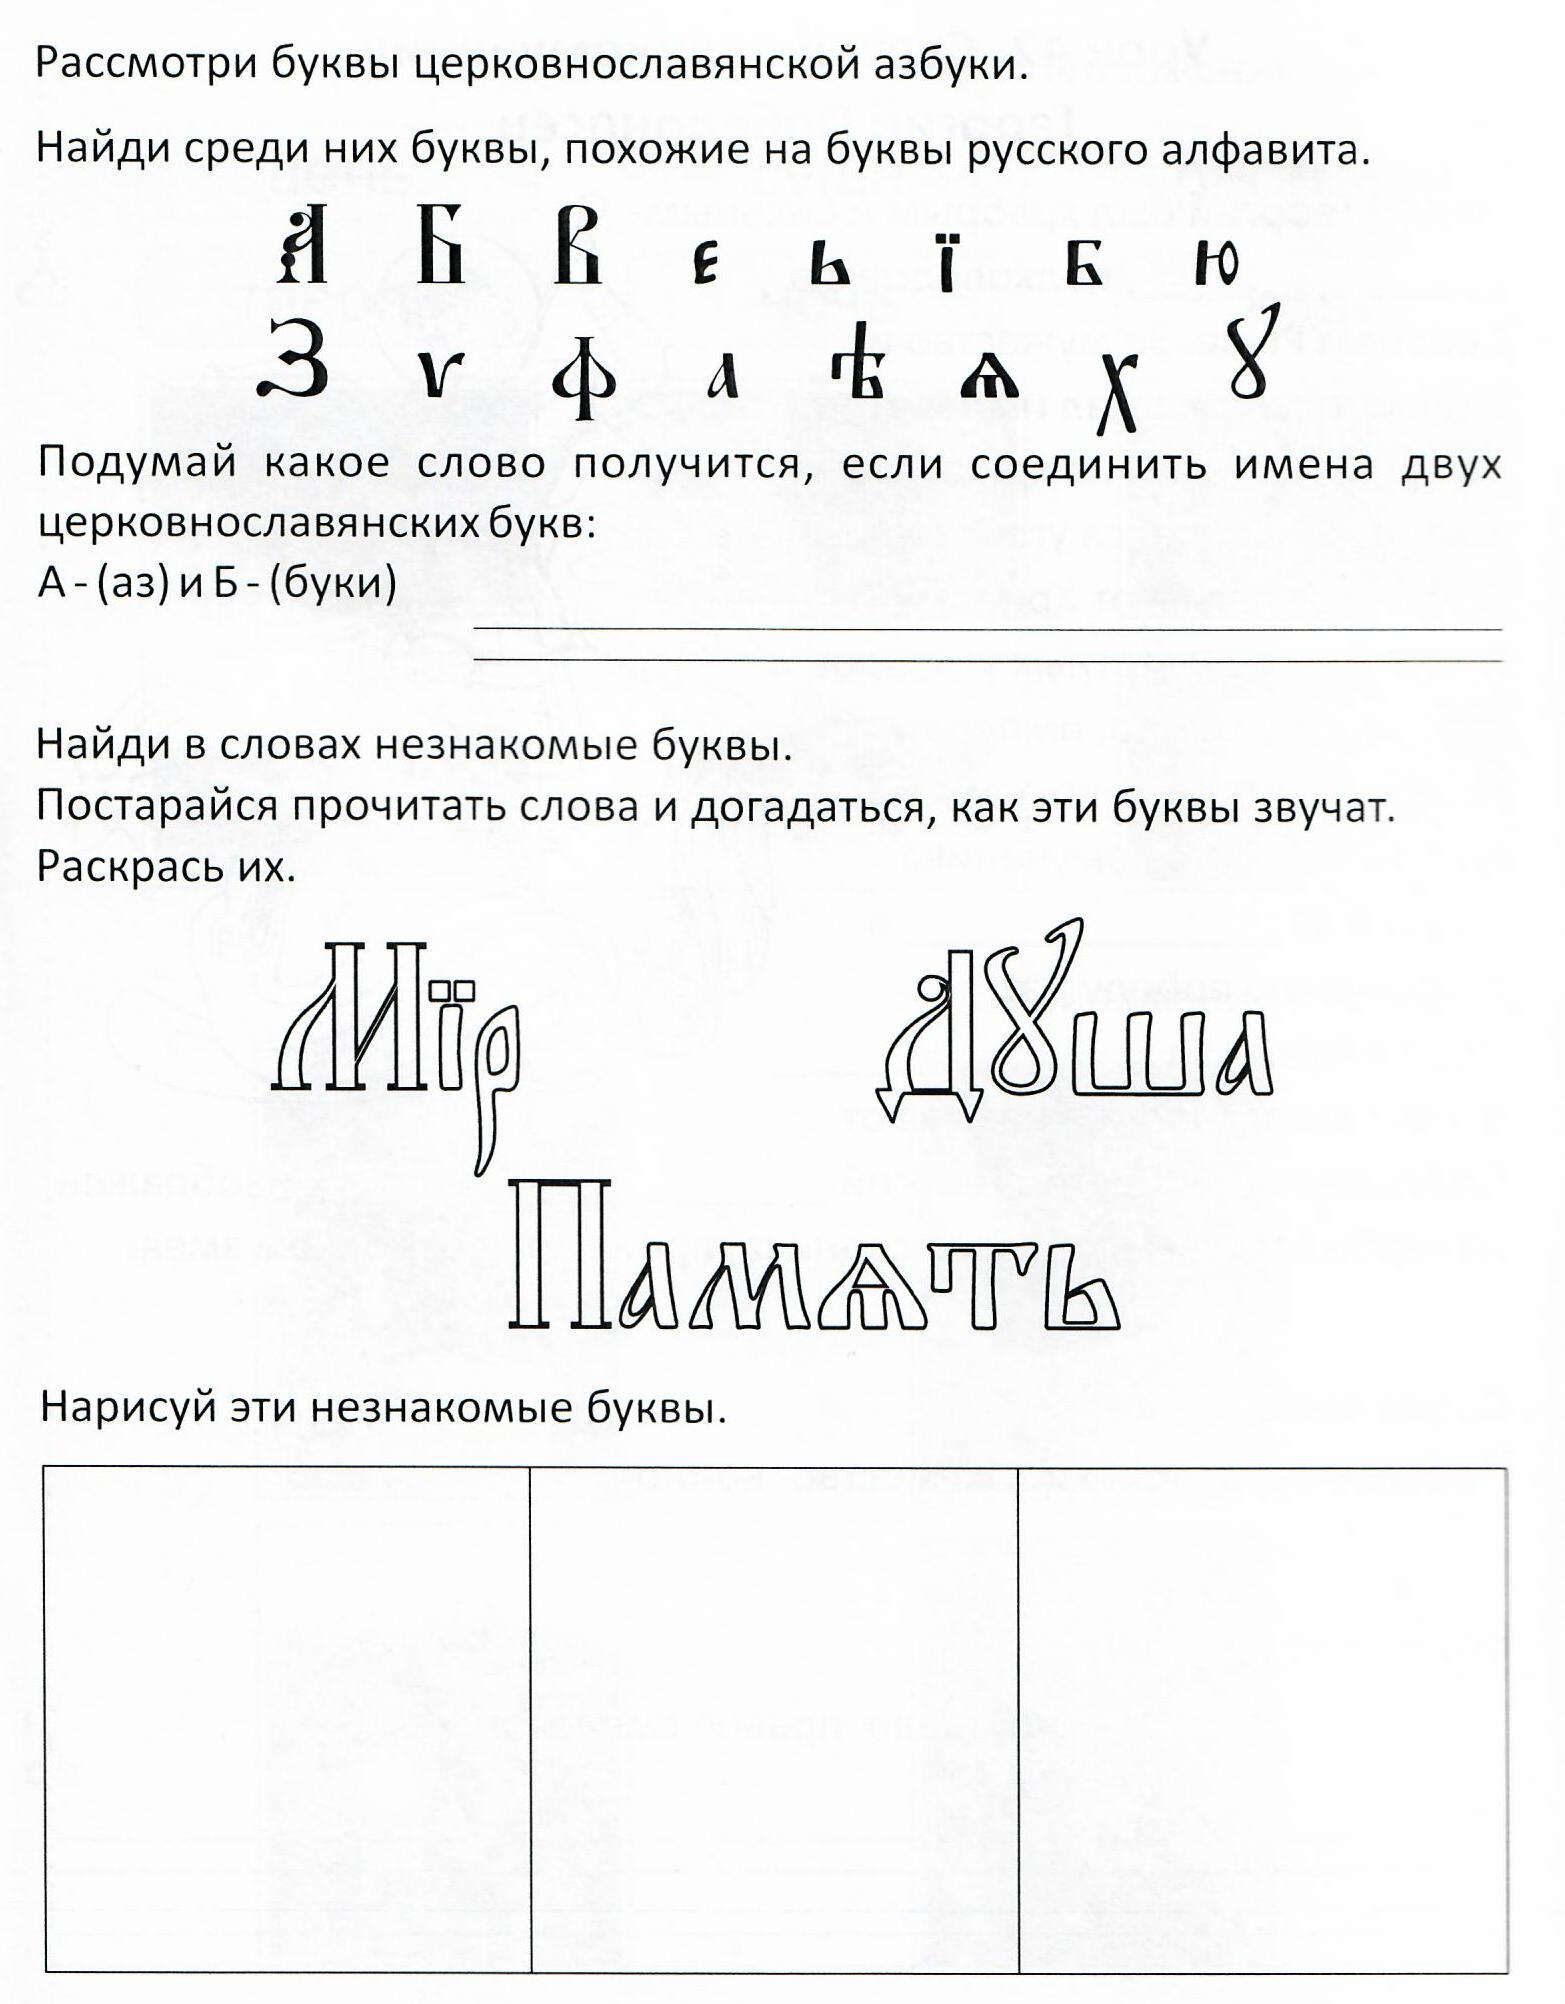 Рассмотри буквы церковнославянской азбуки.
Найди среди них буквы, похожие на буквы русского алфавита.
А Б В є ь ї б ю
З ѵ ф а ѣ ѧ х ꙋ
Подумай какое слово получится, если соединить имена двух
церковнославянских букв:
А - (аз) и Б - (буки)
Найди в словах незнакомые буквы.
Постарайся прочитать слова и догадаться, как эти буквы звучат.
Раскрась их.
Мїр Дꙋша
Памѧть
Нарисуй эти незнакомые буквы.